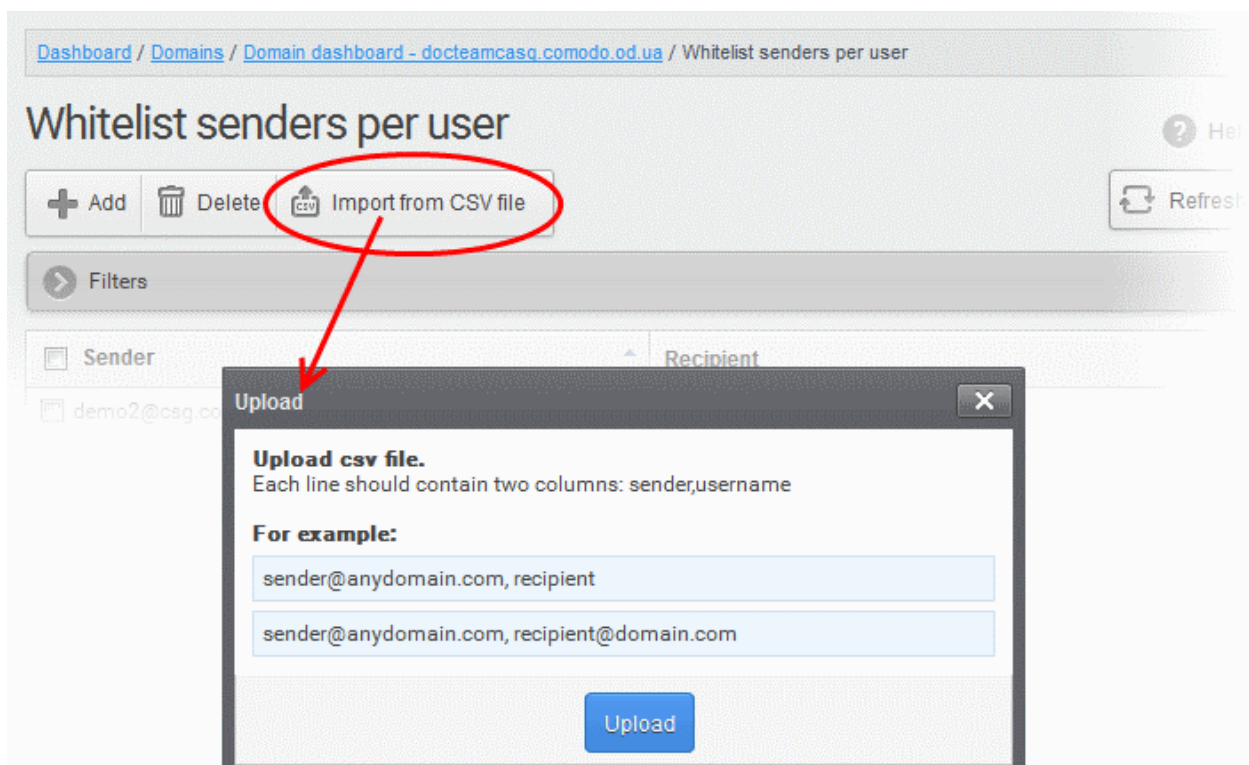 Dashboard / Domains / Domain dashboard - docteamcasg.comodo.od.ua / Whitelist senders per user
Whitelist senders per user
Add Delete Import from CSV file
Filters
Sender Recipient
Upload
Upload csv file.
Each line should contain two columns: sender,username
For example:
sender@anydomain.com, recipient
sender@anydomain.com, recipient@domain.com
Upload